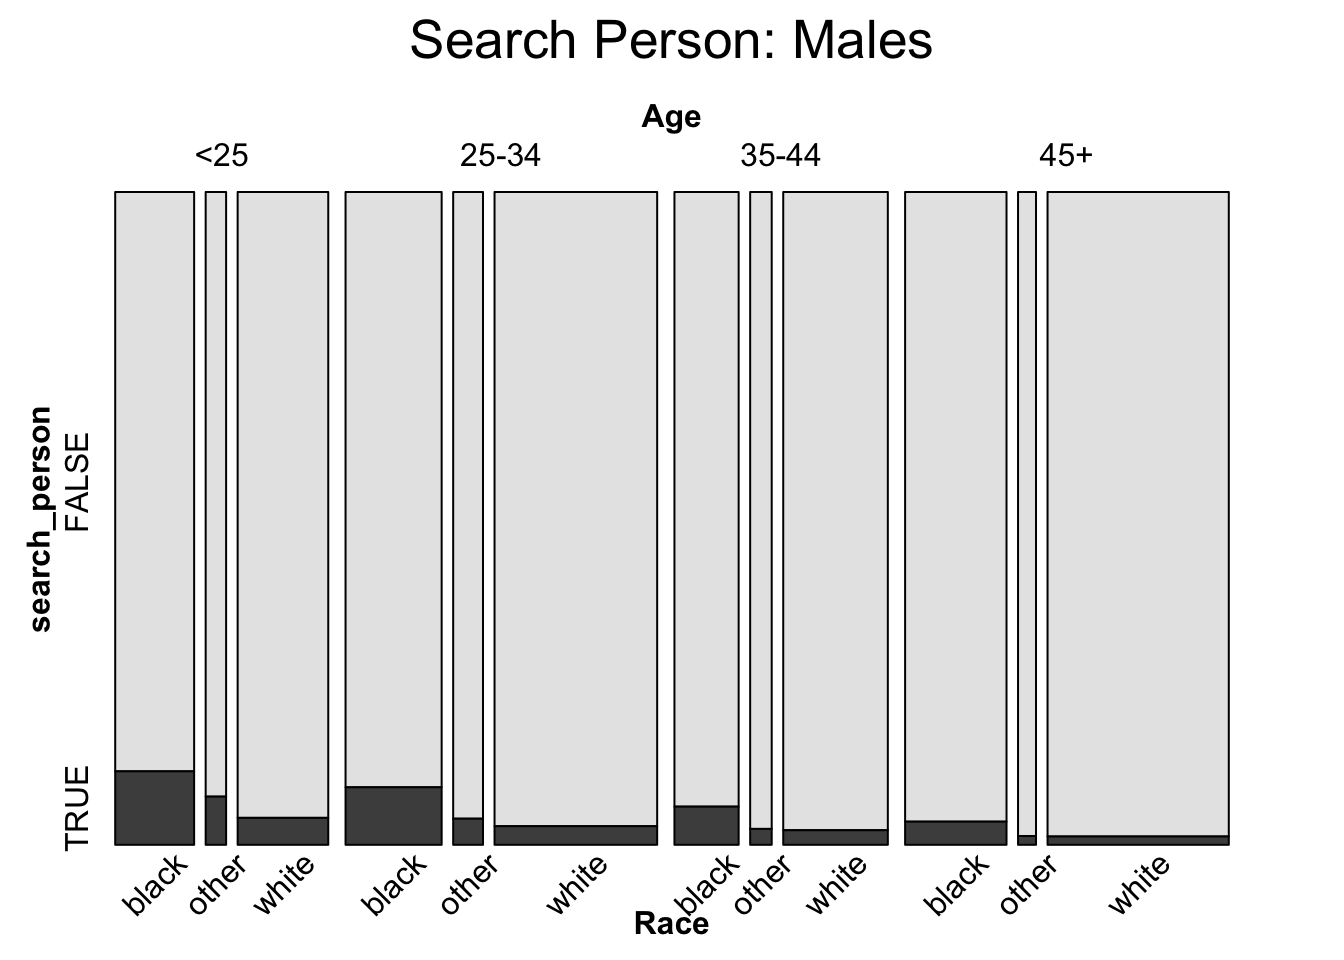 Search Person: Males
Age
<25 25-34 35-44 45+
search_person
FALSE
TRUE
black other white black other white black other white black other white
Race